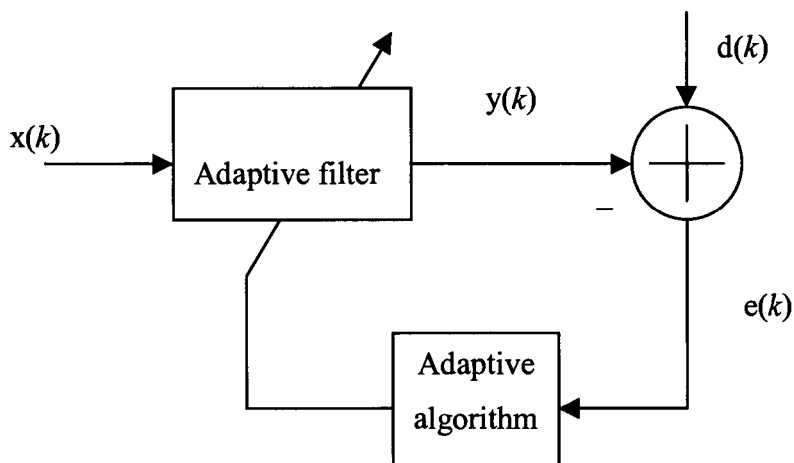 d(k)
y(k)
x(k)
Adaptive filter
–
e(k)
Adaptive
algorithm